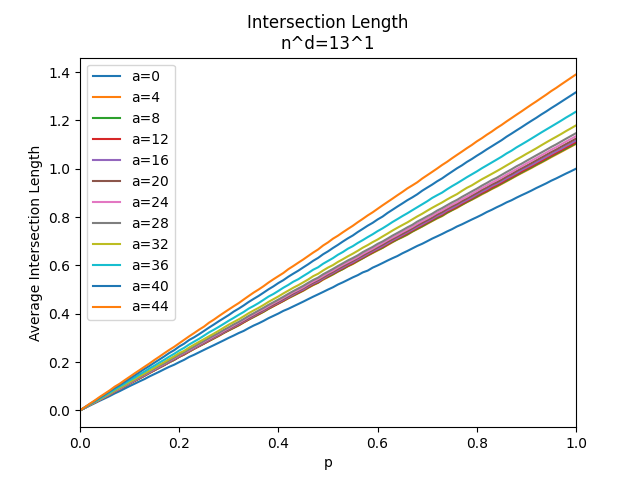 Intersection Length
n^d=13^1
1.4
1.2
1.0
0.8
0.6
0.4
0.2
0.0
Average Intersection Length
a=0
a=4
a=8
a=12
a=16
a=20
a=24
a=28
a=32
a=36
a=40
a=44
0.0 0.2 0.4 0.6 0.8 1.0
p